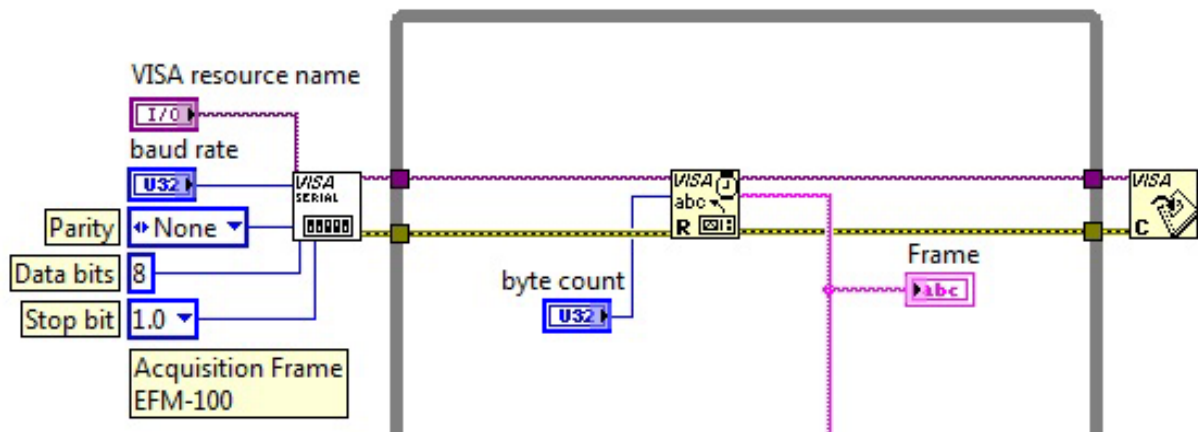 VISA resource name
I/O
baud rate
U32
Parity
None
Data bits
8
Stop bit
1.0
Acquisition Frame
EFM-100
VISA
SERIAL
byte count
U32
VISA
abc
R
Frame
abc
VISA
C